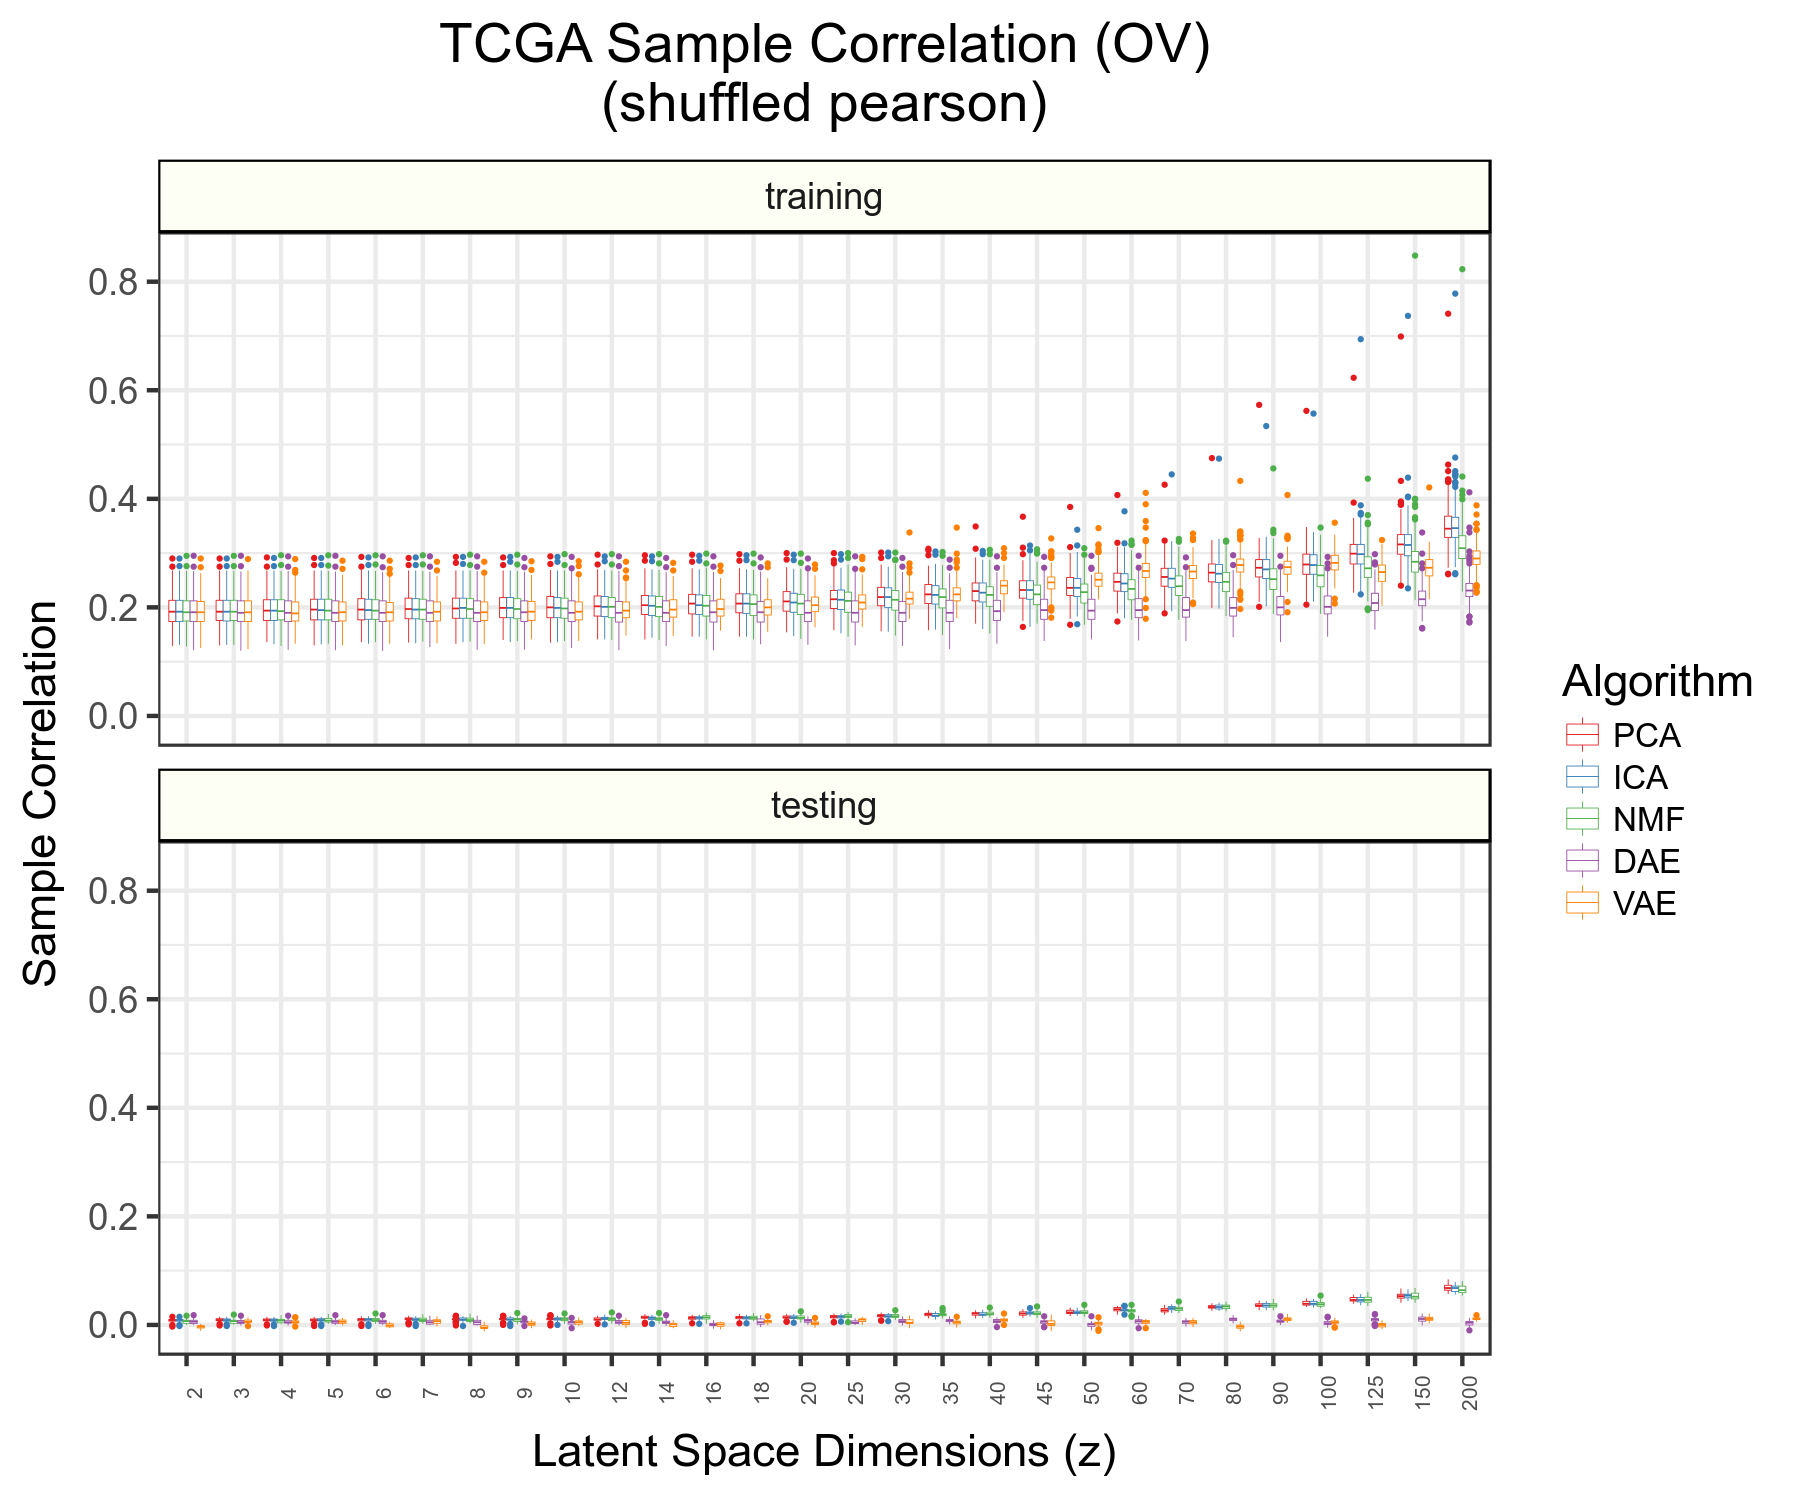 TCGA Sample Correlation (OV)
(shuffled pearson)
training
0.8
0.6
0.4
0.2
0.0
testing
0.8
0.6
0.4
0.2
0.0
Sample Correlation
2 3 4 5 6 7 8 9 10 12 14 16 18 20 25 30 35 40 45 50 60 70 80 90 100 125 150 200
Latent Space Dimensions (z)
Algorithm
PCA
ICA
NMF
DAE
VAE